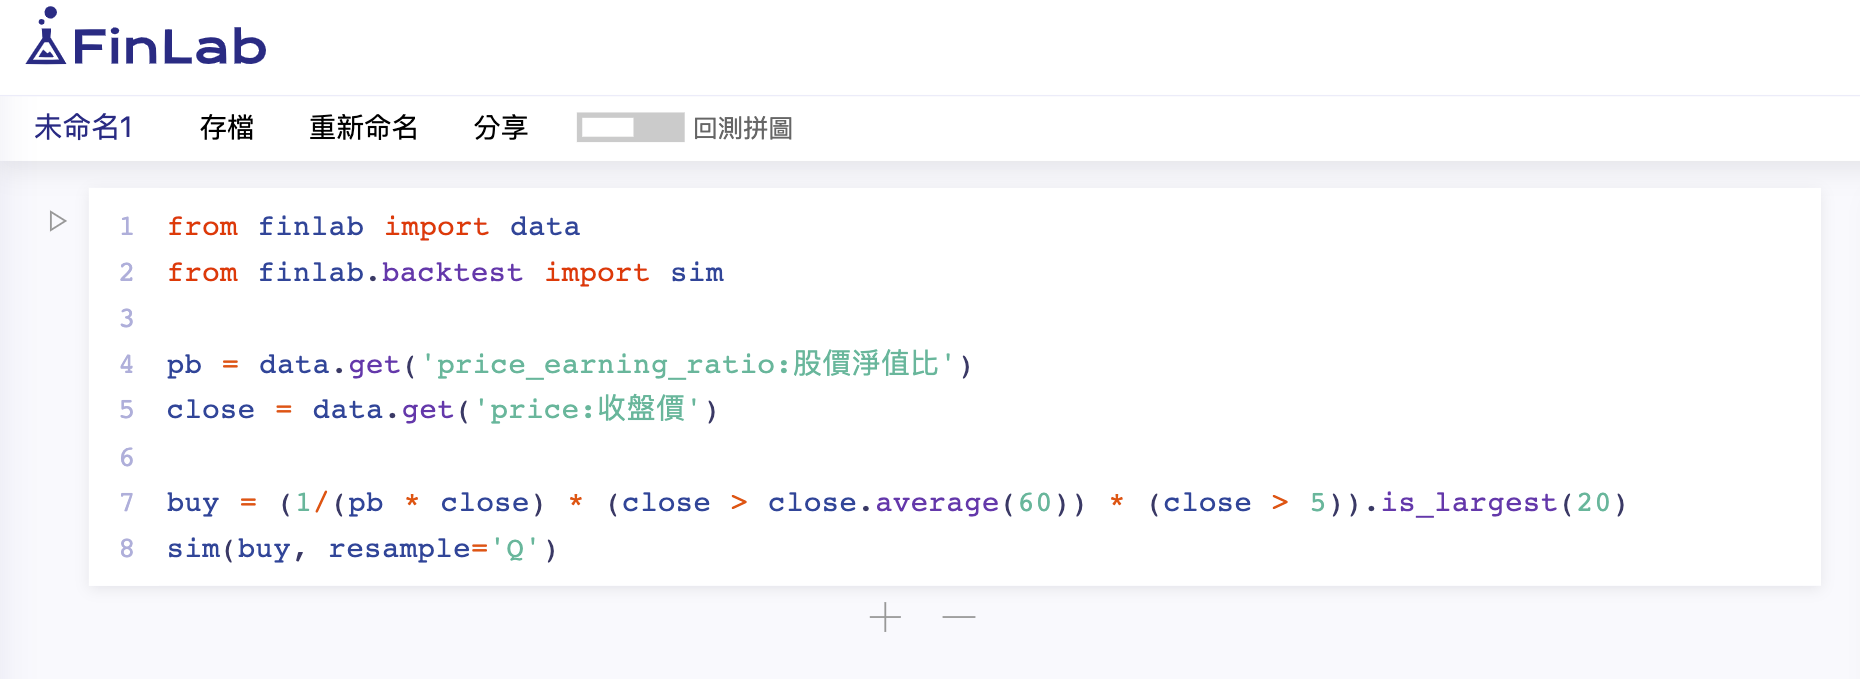 FinLab
未命名1 存檔 重新命名 分享 回測拼圖
1 from finlab import data
2 from finlab.backtest import sim
3
4 pb = data.get('price_earning_ratio:股價淨值比')
5 close = data.get('price:收盤價')
6
7 buy = (1/(pb * close) * (close > close.average(60)) * (close > 5)).is_largest(20)
8 sim(buy, resample='Q')